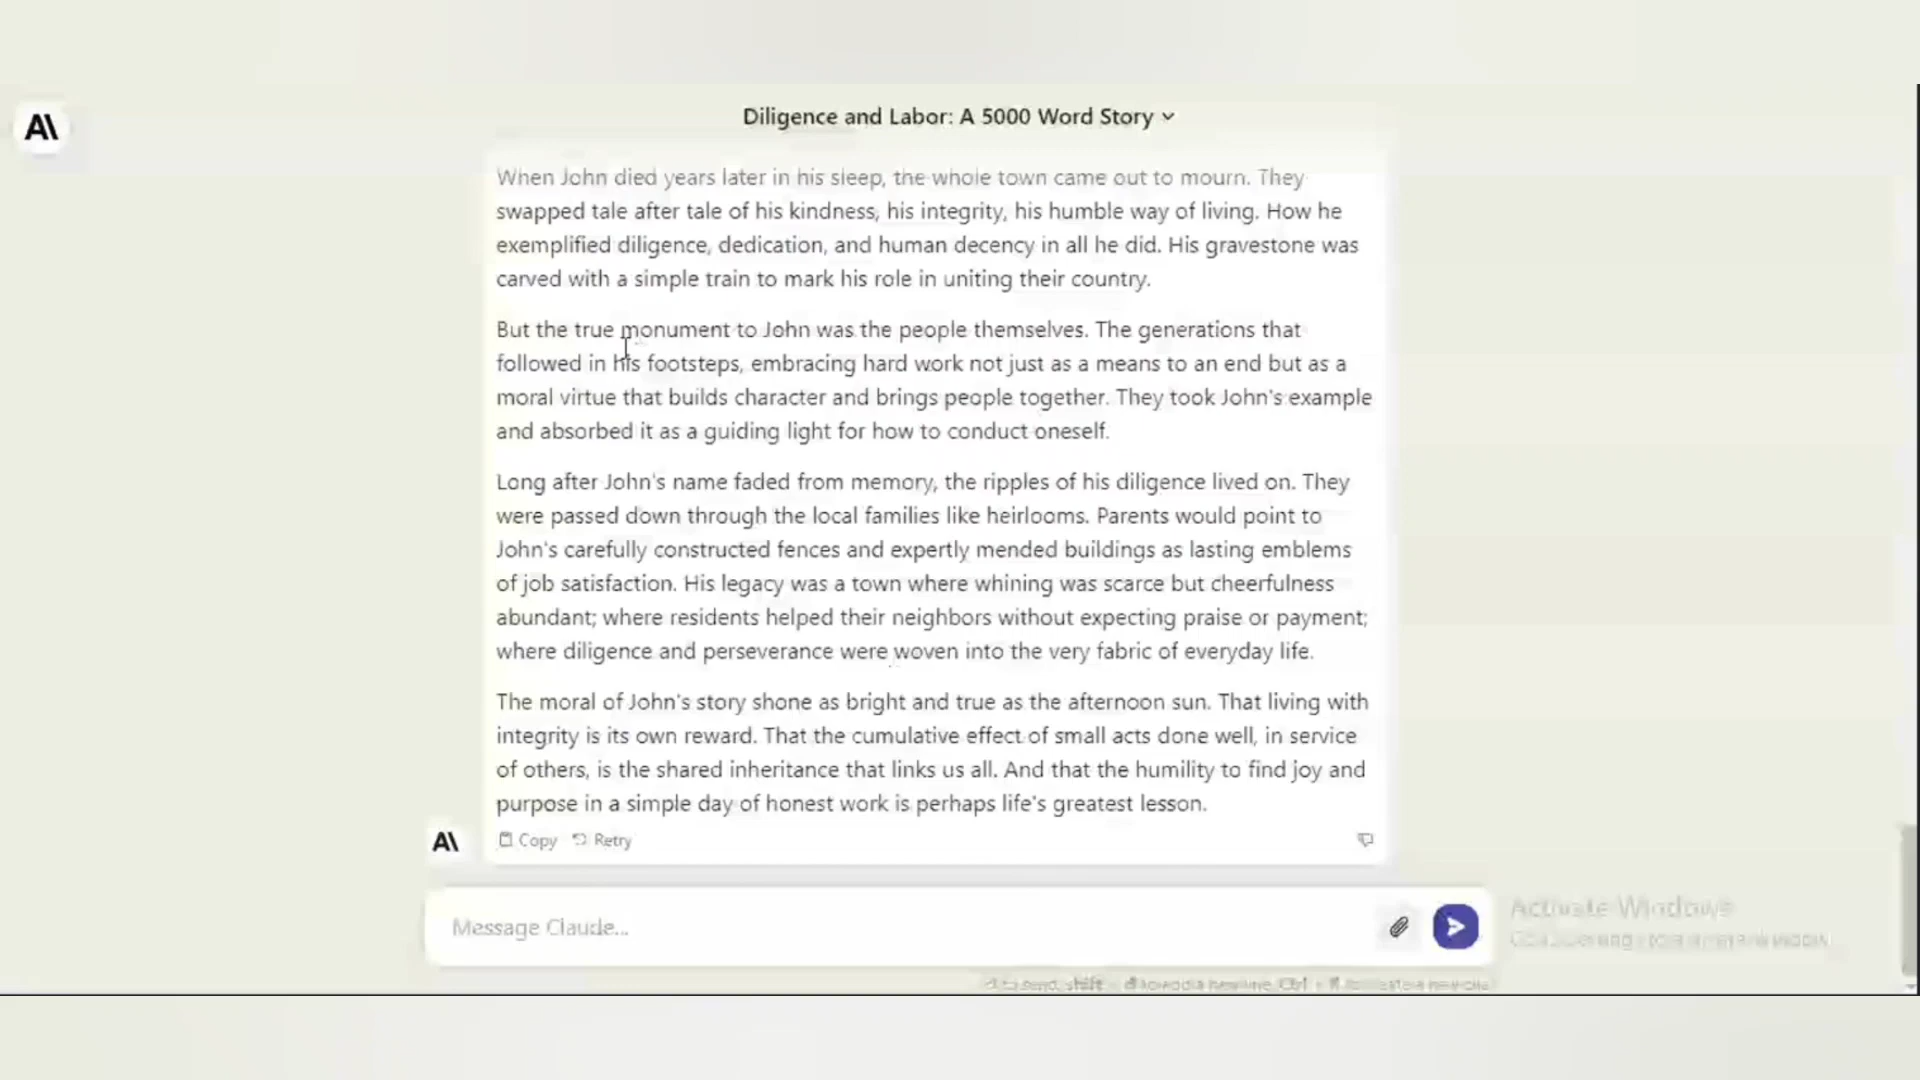 Diligence and Labor: A 5000 Word Story
When John died years later in his sleep, the whole town came out to mourn. They
swapped tale after tale of his kindness, his integrity, his humble way of living. How he
exemplified diligence, dedication, and human decency in all he did. His gravestone was
carved with a simple train to mark his role in uniting their country.
But the true monument to John was the people themselves. The generations that
followed in his footsteps, embracing hard work not just as a means to an end but as a
moral virtue that builds character and brings people together. They took John's example
and absorbed it as a guiding light for how to conduct oneself.
Long after John's name faded from memory, the ripples of his diligence lived on. They
were passed down through the local families like heirlooms. Parents would point to
John's carefully constructed fences and expertly mended buildings as lasting emblems
of job satisfaction. His legacy was a town where whining was scarce but cheerfulness
abundant; where residents helped their neighbors without expecting praise or payment;
where diligence and perseverance were woven into the very fabric of everyday life.
The moral of John's story shone as bright and true as the afternoon sun. That living with
integrity is its own reward. That the cumulative effect of small acts done well, in service
of others, is the shared inheritance that links us all. And that the humility to find joy and
purpose in a simple day of honest work is perhaps life's greatest lesson.
A\
Copy Retry
Message Claude...
Activate Windows